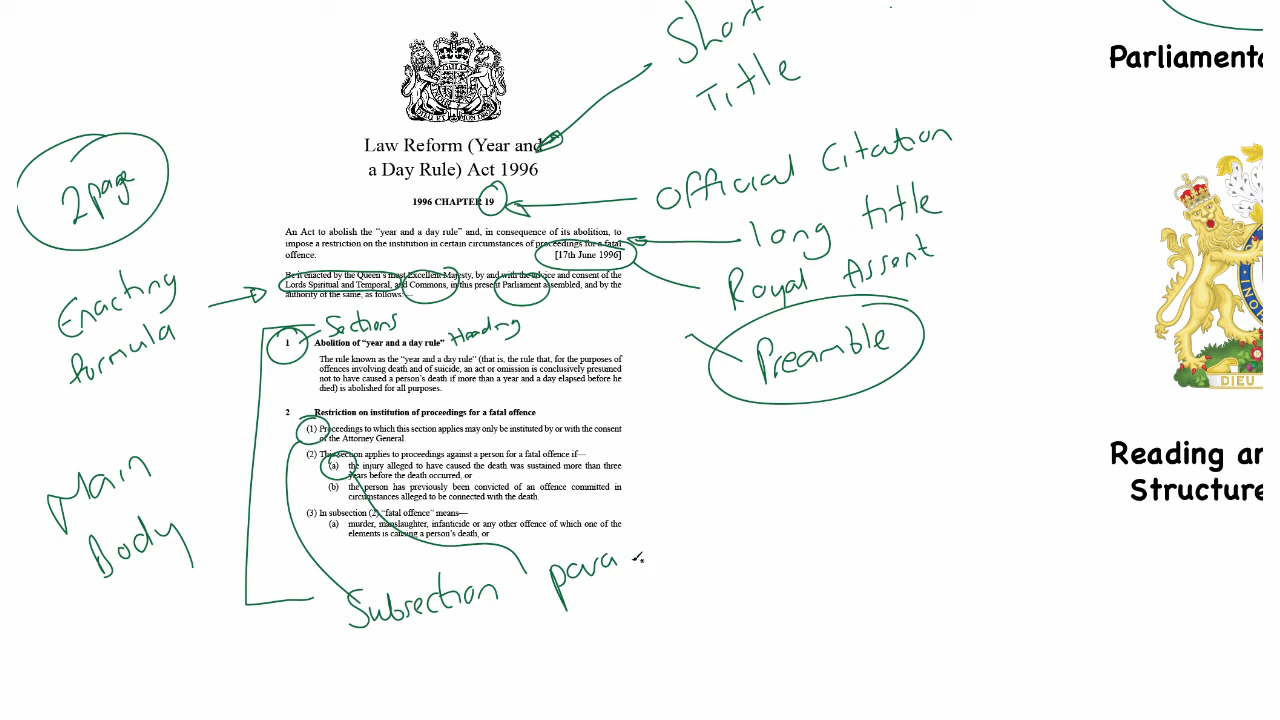 Short
Title
Parliamenta
DIEU ET MON DROIT
Law Reform (Year and
a Day Rule) Act 1996
1996 CHAPTER 19
Official Citation
2 page
An Act to abolish the “year and a day rule” and, in consequence of its abolition, to
impose a restriction on the institution in certain circumstances of proceedings for a fatal
offence. [17th June 1996]
long title
Royal Assent
Be it enacted by the Queen's most Excellent Majesty, by and with the advice and consent of the
Lords Spiritual and Temporal, and Commons, in this present Parliament assembled, and by the
authority of the same, as follows:—
Enacting
formula
Preamble
Sections
Heading
1 Abolition of “year and a day rule”
The rule known as the “year and a day rule” (that is, the rule that, for the purposes of
offences involving death and of suicide, an act or omission is conclusively presumed
not to have caused a person's death if more than a year and a day elapsed before he
died) is abolished for all purposes.
DIEU
2 Restriction on institution of proceedings for a fatal offence
(1) Proceedings to which this section applies may only be instituted by or with the consent
of the Attorney General.
(2) This section applies to proceedings against a person for a fatal offence if—
(a) the injury alleged to have caused the death was sustained more than three
years before the death occurred, or
(b) the person has previously been convicted of an offence committed in
circumstances alleged to be connected with the death.
(3) In subsection (2) “fatal offence” means—
(a) murder, manslaughter, infanticide or any other offence of which one of the
elements is causing a person's death, or
Main
Body
Subsection
para
Reading an
Structure